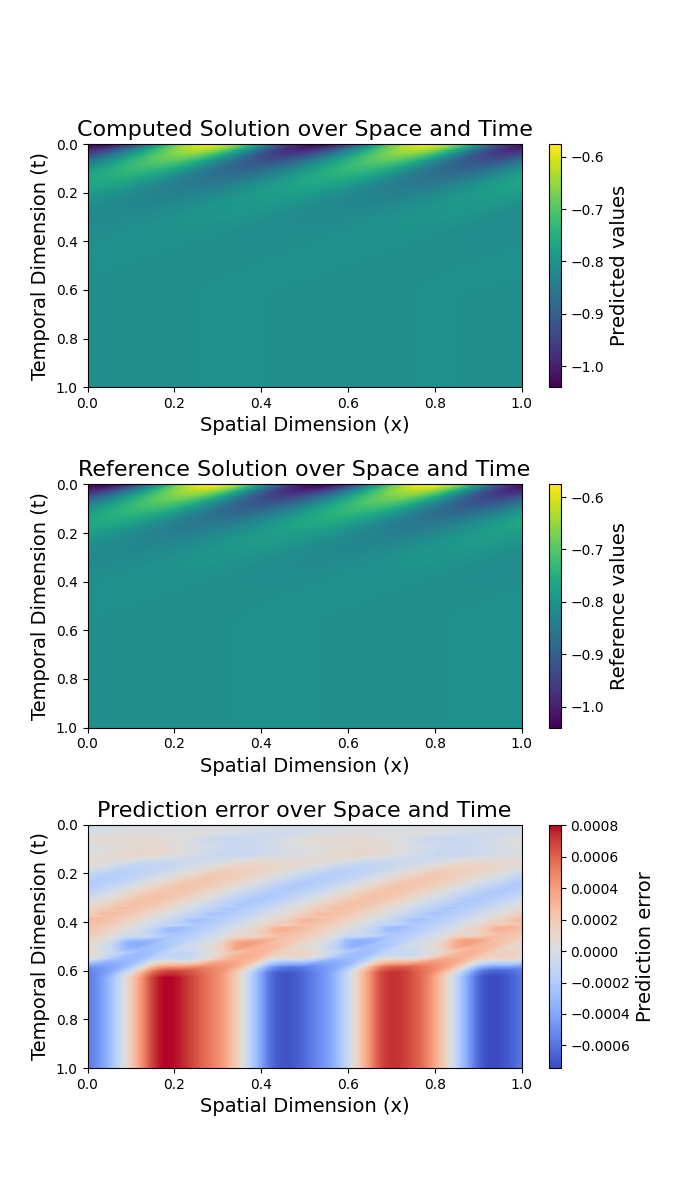 Computed Solution over Space and Time
Temporal Dimension (t)
0.0
0.2
0.4
0.6
0.8
1.0
0.0 0.2 0.4 0.6 0.8 1.0
Spatial Dimension (x)
−0.6
−0.7
−0.8
−0.9
−1.0
Predicted values
Reference Solution over Space and Time
Temporal Dimension (t)
0.0
0.2
0.4
0.6
0.8
1.0
0.0 0.2 0.4 0.6 0.8 1.0
Spatial Dimension (x)
−0.6
−0.7
−0.8
−0.9
−1.0
Reference values
Prediction error over Space and Time
Temporal Dimension (t)
0.0
0.2
0.4
0.6
0.8
1.0
0.0 0.2 0.4 0.6 0.8 1.0
Spatial Dimension (x)
0.0008
0.0006
0.0004
0.0002
0.0000
−0.0002
−0.0004
−0.0006
Prediction error